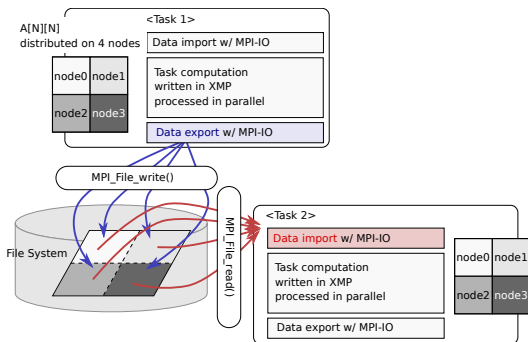 <Task 1>
A[N][N]
distributed on 4 nodes
node0 node1
node2 node3
Data import w/ MPI-IO
Task computation
written in XMP
processed in parallel
Data export w/ MPI-IO
MPI_File_write()
MPI_File_read()
File System
<Task 2>
Data import w/ MPI-IO
Task computation
written in XMP
processed in parallel
Data export w/ MPI-IO
node0 node1
node2 node3